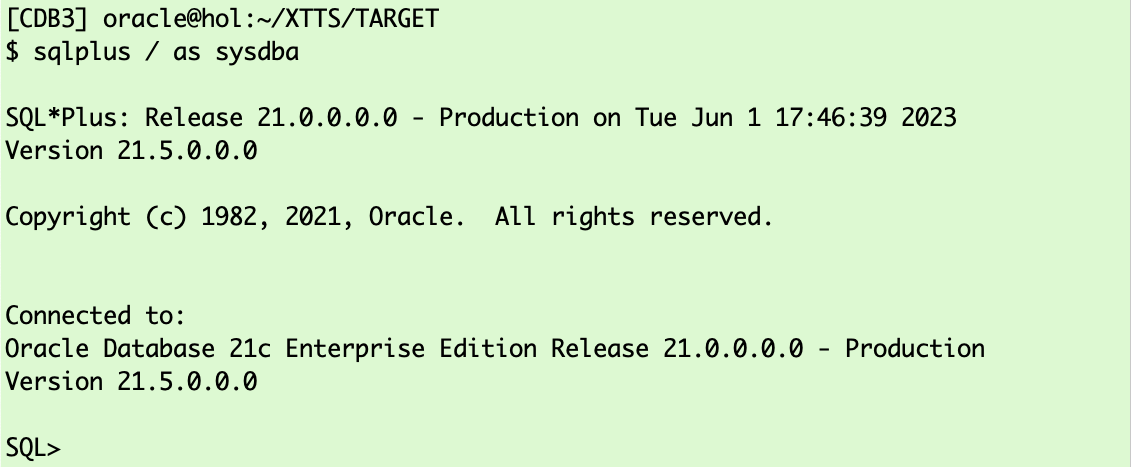 [CDB3] oracle@hol:~/XTTS/TARGET
$ sqlplus / as sysdba
SQL*Plus: Release 21.0.0.0.0 - Production on Tue Jun 1 17:46:39 2023
Version 21.5.0.0.0
Copyright (c) 1982, 2021, Oracle.  All rights reserved.
Connected to:
Oracle Database 21c Enterprise Edition Release 21.0.0.0.0 - Production
Version 21.5.0.0.0
SQL>